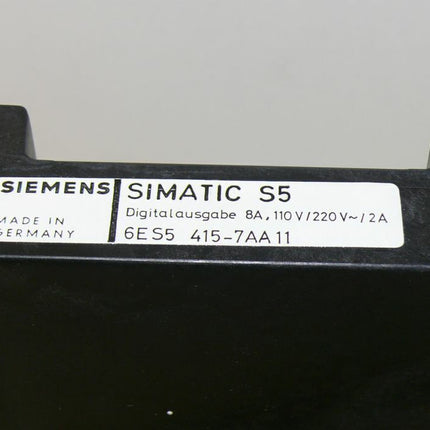 SIEMENS
MADE IN
GERMANY
SIMATIC S5
Digitalausgabe 8A, 110V/220V~/2A
6ES5 415-7AA11